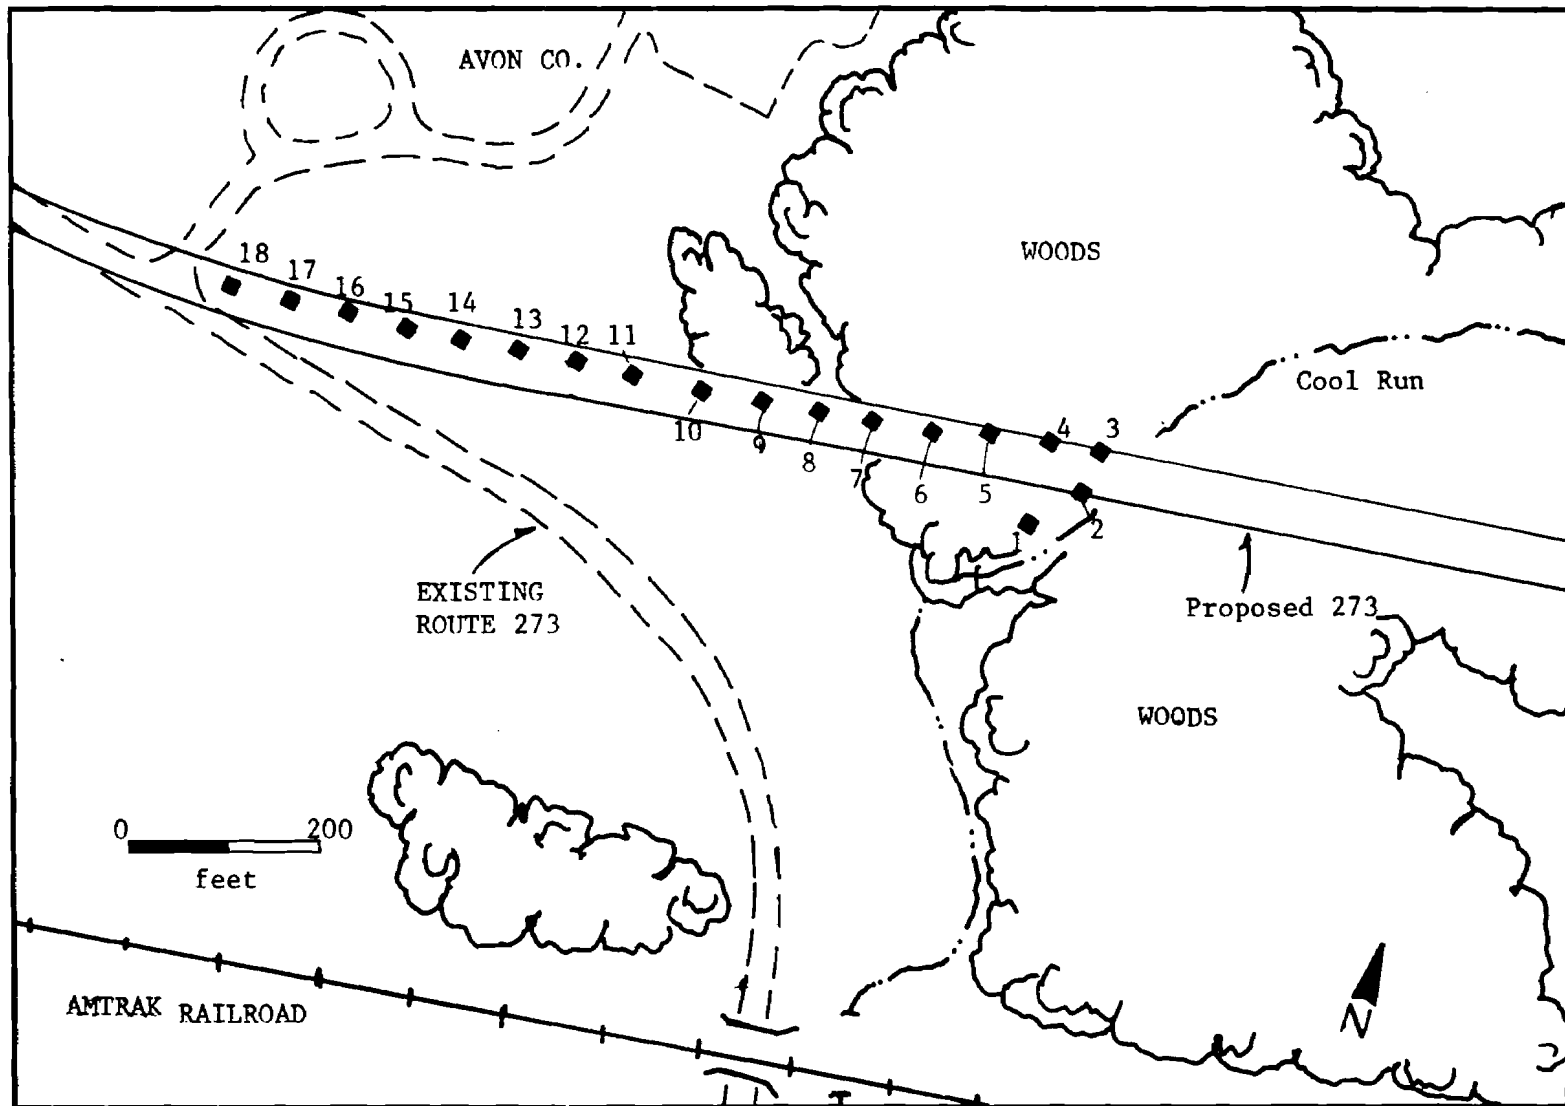 AVON CO.
WOODS
18
17
16
15
14
13
12
11
10
9
8
7
6
5
4
3
2
1
Cool Run
EXISTING
ROUTE 273
Proposed 273
WOODS
0 200
feet
AMTRAK RAILROAD
N